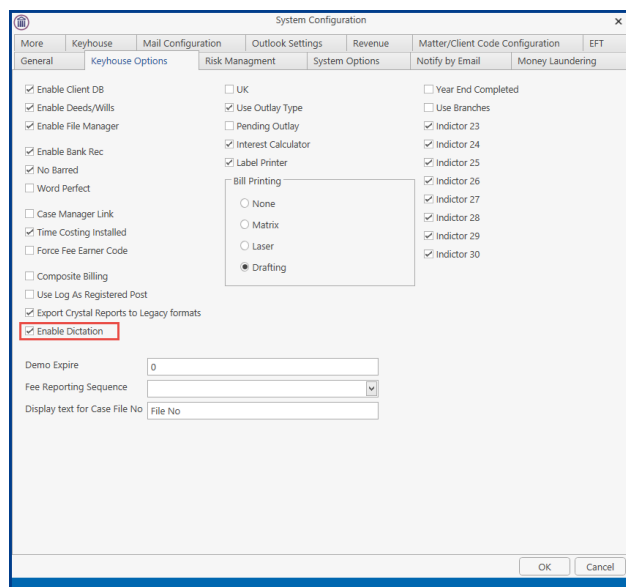 System Configuration
More Keyhouse Mail Configuration Outlook Settings Revenue Matter/Client Code Configuration EFT
General Keyhouse Options Risk Managment System Options Notify by Email Money Laundering
Enable Client DB
Enable Deeds/Wills
Enable File Manager
Enable Bank Rec
No Barred
Word Perfect
Case Manager Link
Time Costing Installed
Force Fee Earner Code
Composite Billing
Use Log As Registered Post
Export Crystal Reports to Legacy formats
Enable Dictation
UK
Use Outlay Type
Pending Outlay
Interest Calculator
Label Printer
Bill Printing
None
Matrix
Laser
Drafting
Year End Completed
Use Branches
Indictor 23
Indictor 24
Indictor 25
Indictor 26
Indictor 27
Indictor 28
Indictor 29
Indictor 30
Demo Expire 0
Fee Reporting Sequence
Display text for Case File No File No
OK Cancel